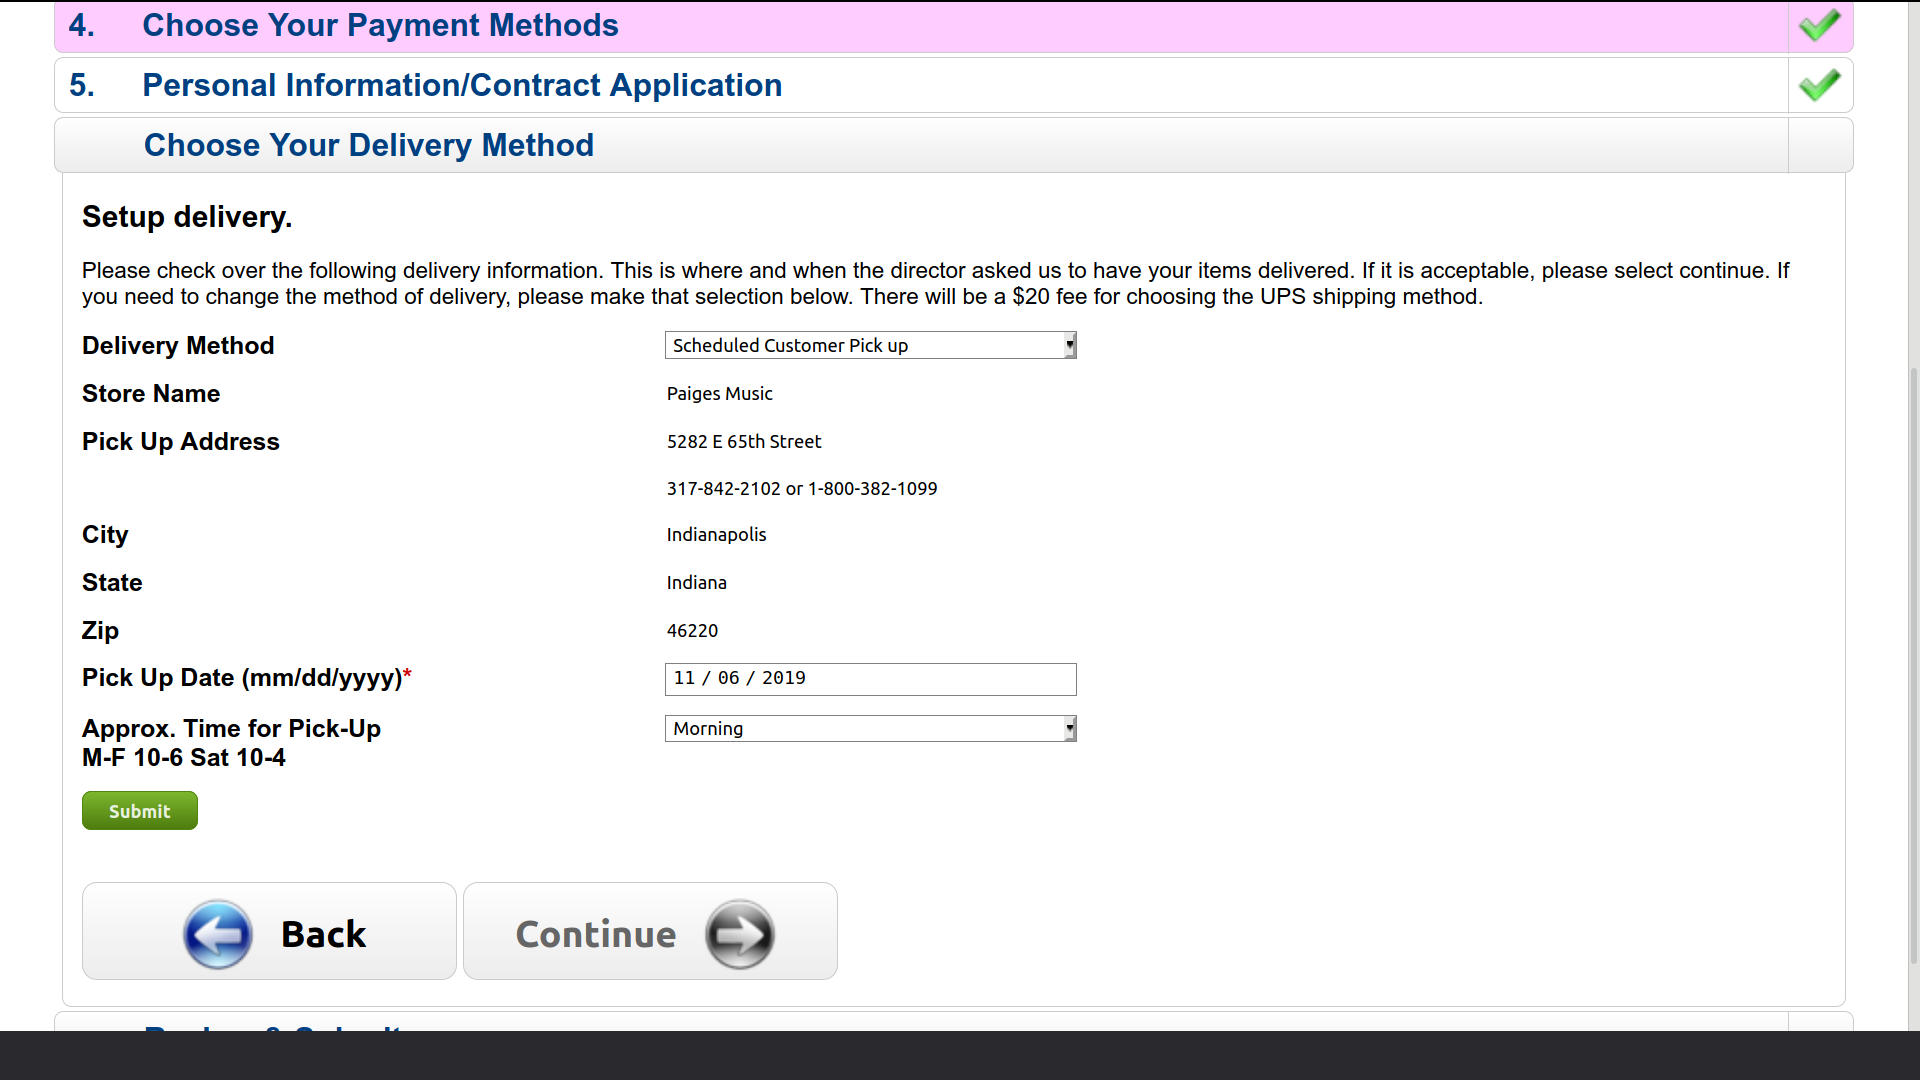 4. Choose Your Payment Methods
5. Personal Information/Contract Application
Choose Your Delivery Method
Setup delivery.
Please check over the following delivery information. This is where and when the director asked us to have your items delivered. If it is acceptable, please select continue. If
you need to change the method of delivery, please make that selection below. There will be a $20 fee for choosing the UPS shipping method.
Delivery Method Scheduled Customer Pick up
Store Name Paiges Music
Pick Up Address 5282 E 65th Street
317-842-2102 or 1-800-382-1099
City Indianapolis
State Indiana
Zip 46220
Pick Up Date (mm/dd/yyyy)* 11 / 06 / 2019
Approx. Time for Pick-Up Morning
M-F 10-6 Sat 10-4
Submit
Back Continue